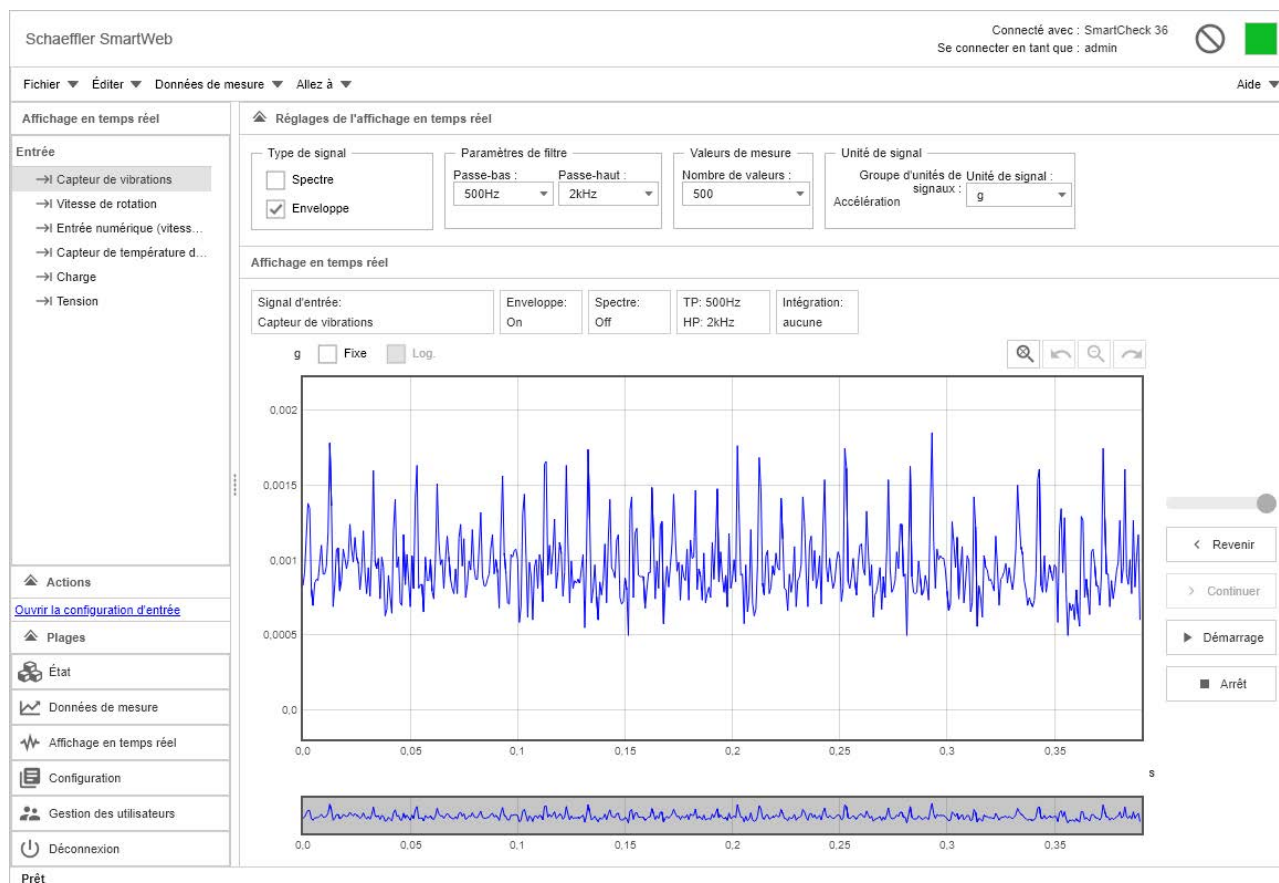 Schaeffler SmartWeb
Connecté avec : SmartCheck 36
Se connecter en tant que : admin
Fichier Éditer Données de mesure Allez à Aide
Affichage en temps réel
Entrée
Capteur de vibrations
Vitesse de rotation
Entrée numérique (vitess...
Capteur de température d...
Charge
Tension
Actions
Ouvrir la configuration d'entrée
Plages
État
Données de mesure
Affichage en temps réel
Configuration
Gestion des utilisateurs
Déconnexion
Prêt
Réglages de l'affichage en temps réel
Type de signal
Spectre
Enveloppe
Paramètres de filtre
Passe-bas : Passe-haut :
500Hz 2kHz
Valeurs de mesure
Nombre de valeurs :
500
Unité de signal
Groupe d'unités de signaux :
Accélération
Unité de signal :
g
Affichage en temps réel
Signal d'entrée:
Capteur de vibrations
Enveloppe:
On
Spectre:
Off
TP: 500Hz
HP: 2kHz
Intégration:
aucune
g Fixe Log.
0,002
0,0015
0,001
0,0005
0,0
0,0 0,05 0,1 0,15 0,2 0,25 0,3 0,35
s
0,0 0,05 0,1 0,15 0,2 0,25 0,3 0,35
< Revenir
> Continuer
Démarrage
Arrêt